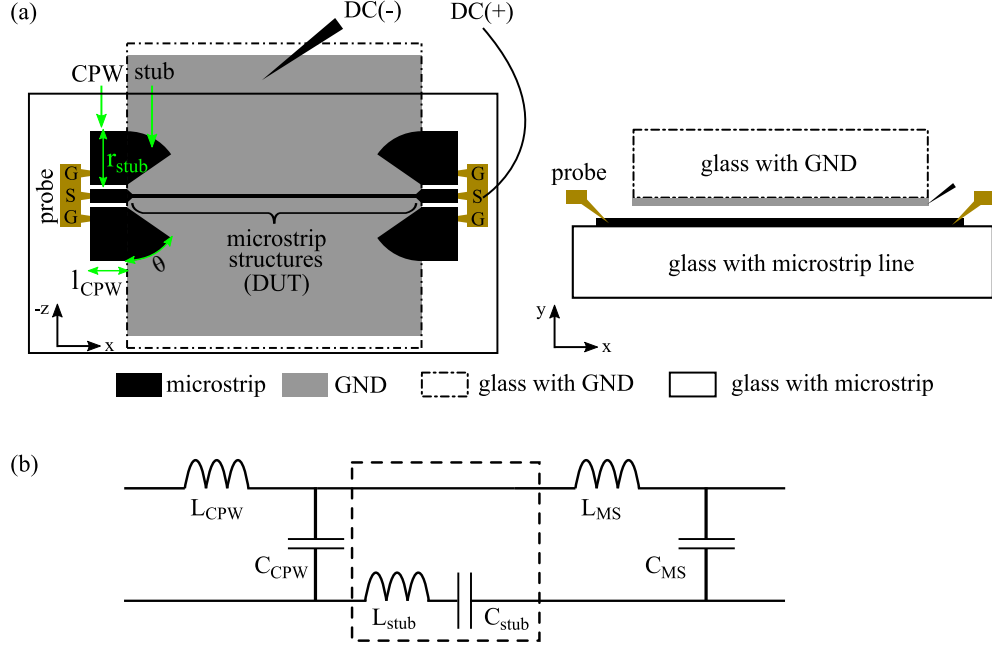 (a)
DC(-)
DC(+)
CPW
stub
r_stub
probe
G
S
G
G
S
G
microstrip
structures
(DUT)
θ
l_CPW
-z
x
glass with GND
probe
glass with microstrip line
y
x
microstrip
GND
glass with GND
glass with microstrip
(b)
L_CPW
C_CPW
L_stub
C_stub
L_MS
C_MS